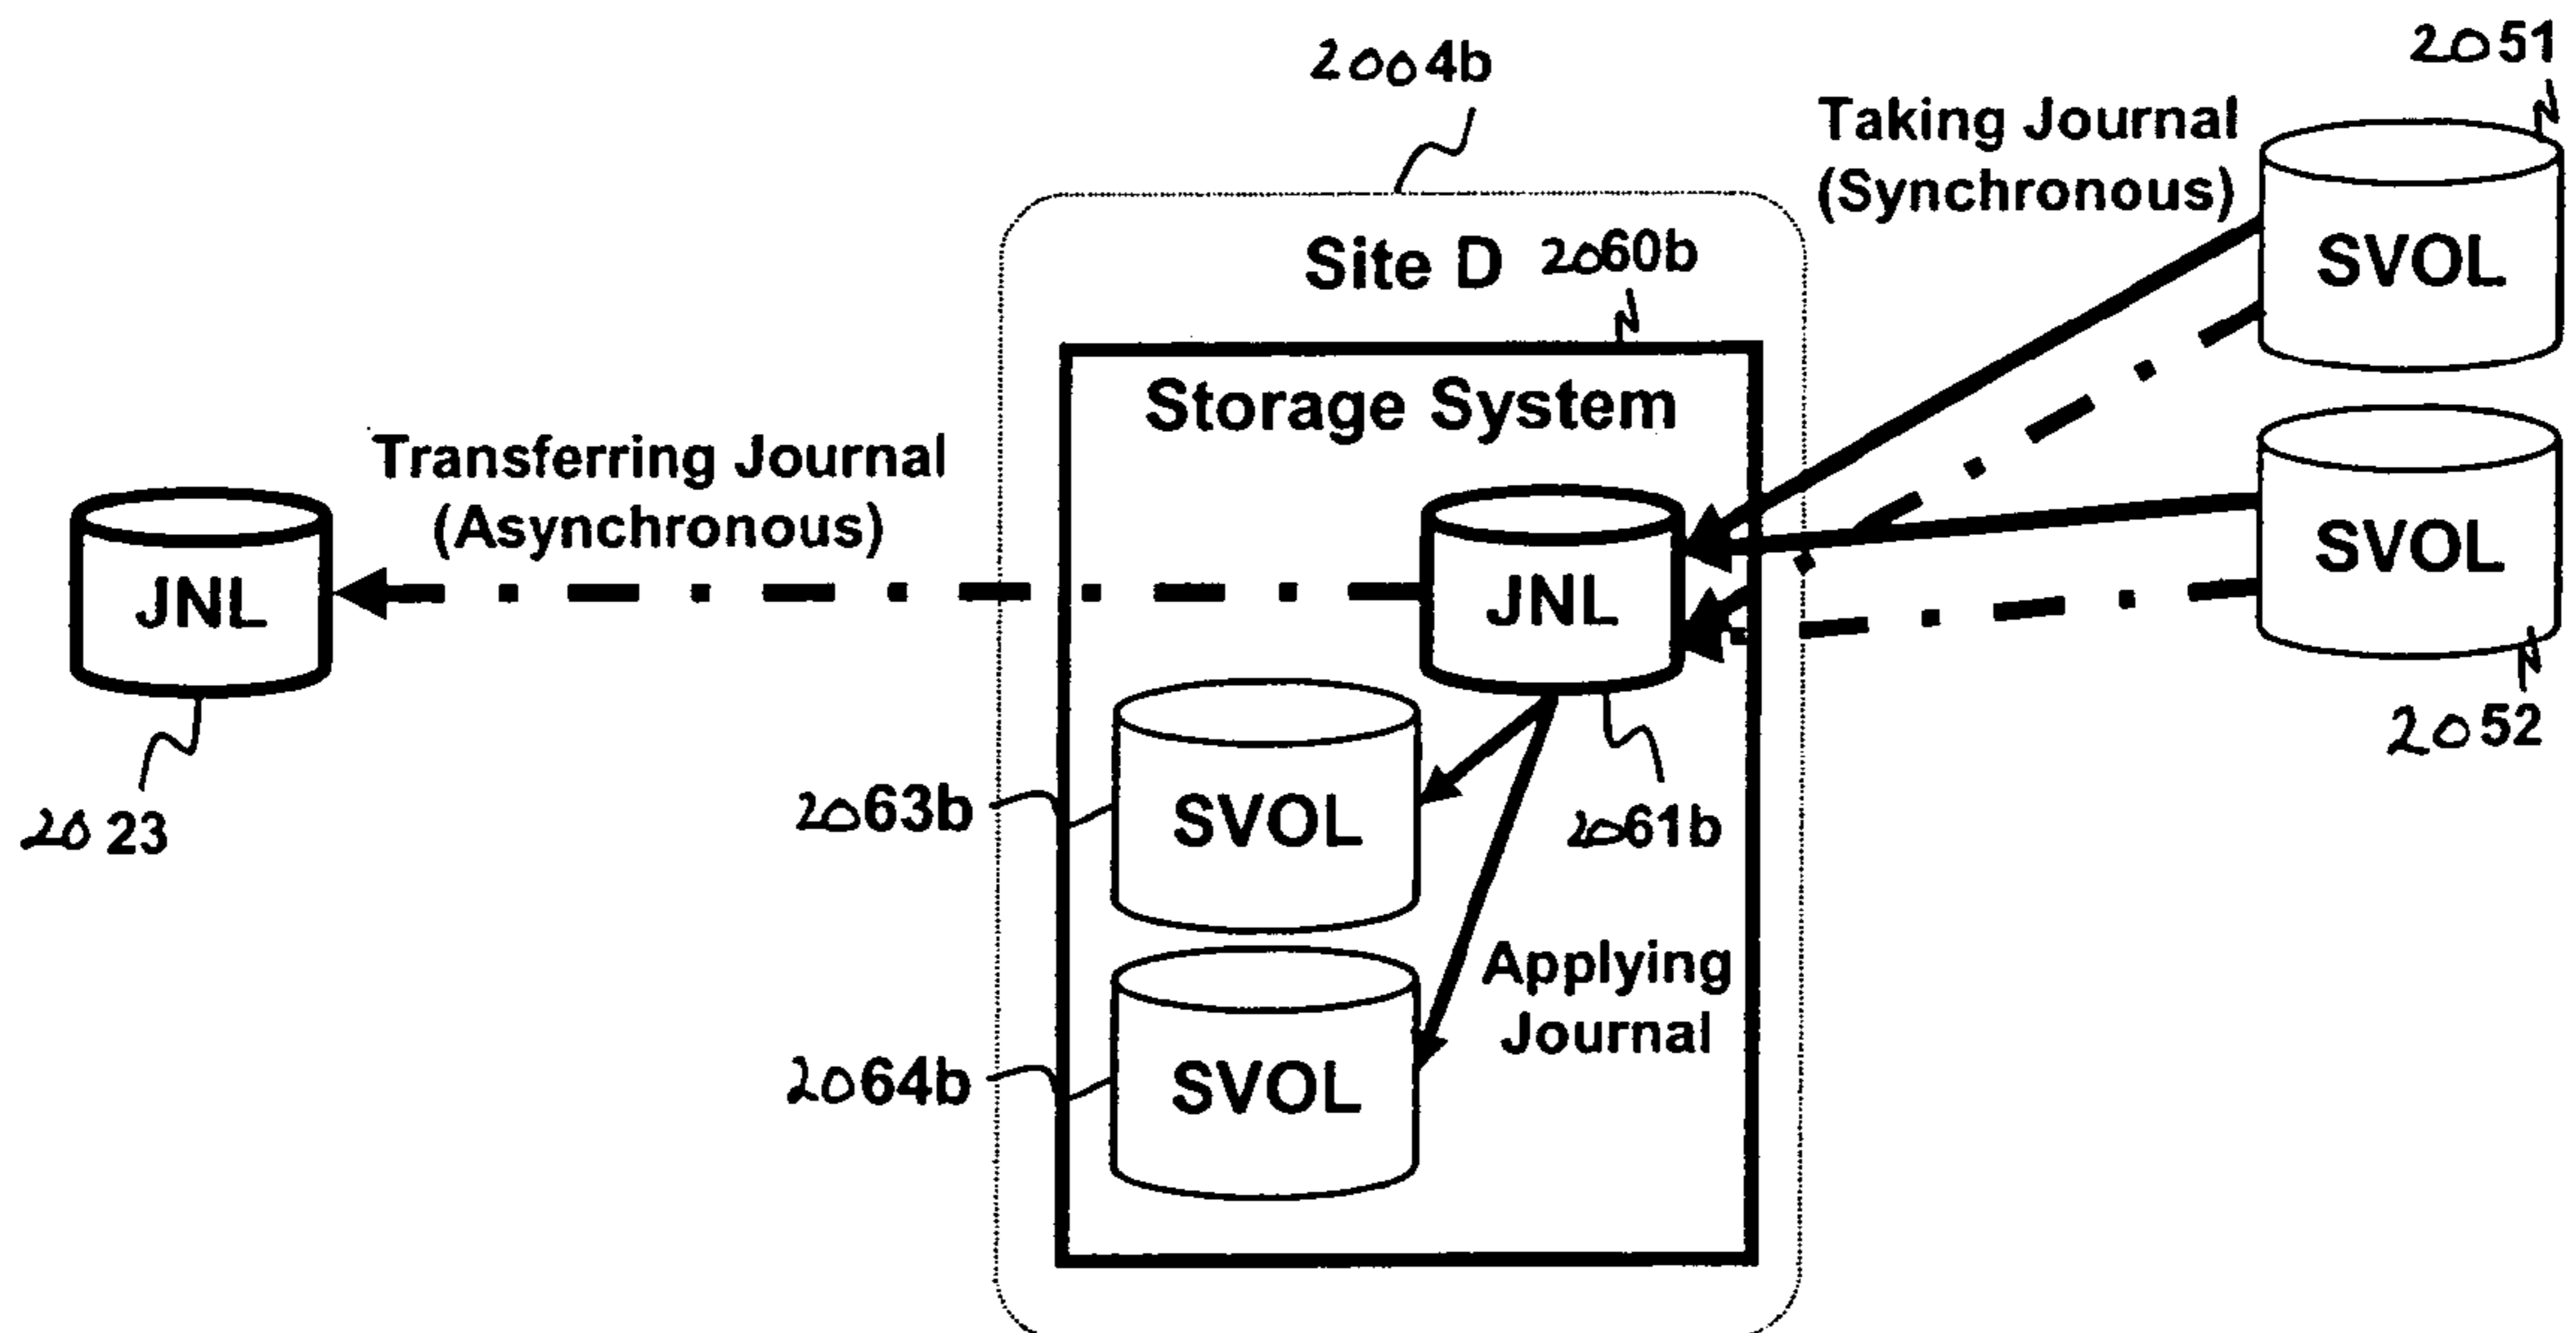 2051
2004b
Taking Journal
(Synchronous)
SVOL
Site D
2060b
Storage System
Transferring Journal
(Asynchronous)
JNL
JNL
SVOL
2052
2023
2063b
SVOL
2061b
Applying
Journal
2064b
SVOL